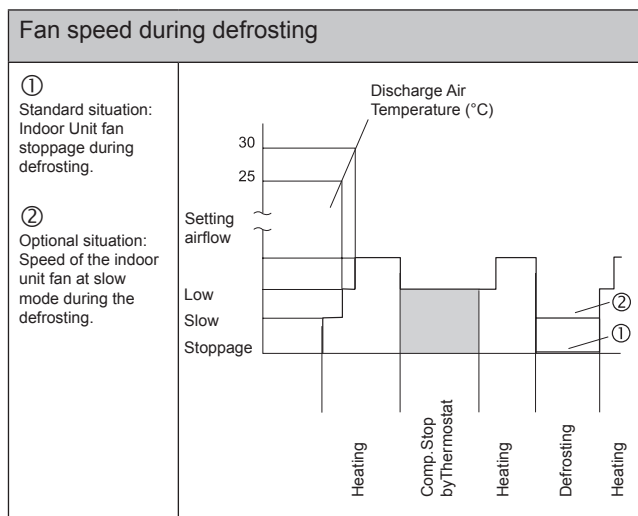 Fan speed during defrosting
①
Standard situation:
Indoor Unit fan
stoppage during
defrosting.
②
Optional situation:
Speed of the indoor
unit fan at slow
mode during the
defrosting.
Discharge Air
Temperature (°C)
30
25
Setting
airflow
Low
Slow
Stoppage
②
①
Heating
Comp.Stop
byThermostat
Heating
Defrosting
Heating